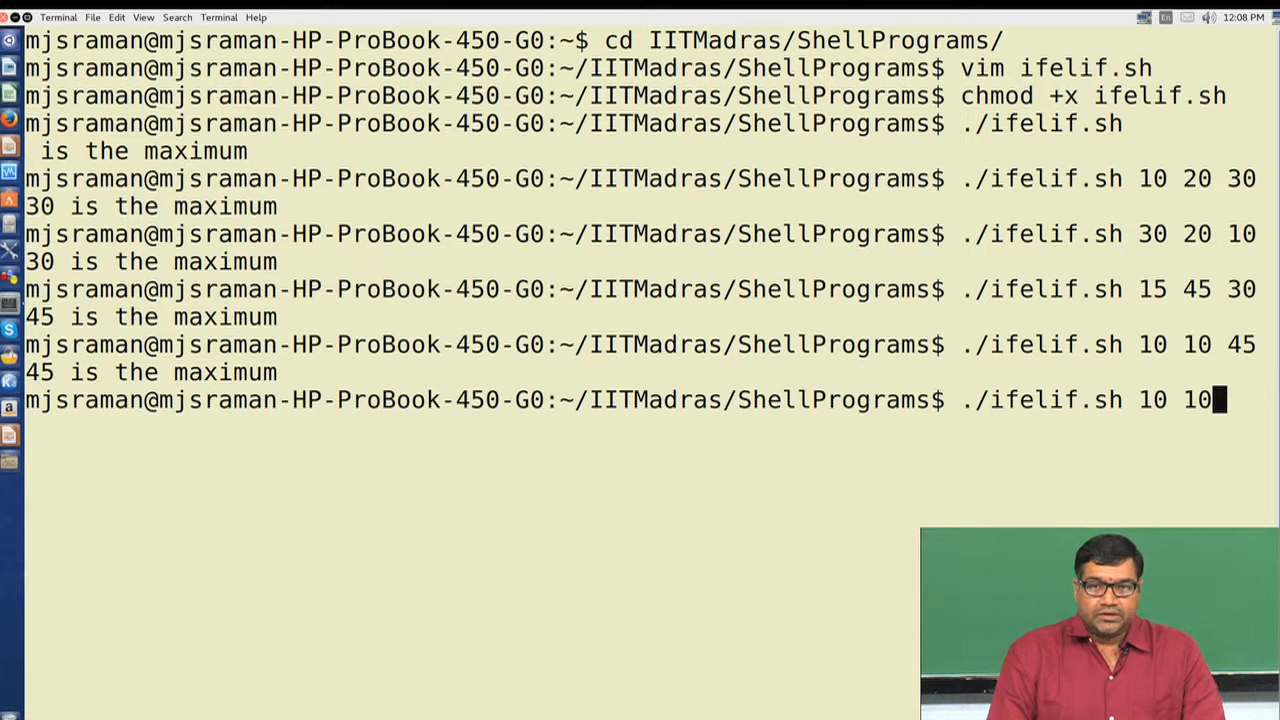 Terminal File Edit View Search Terminal Help En 12:08 PM
mjsraman@mjsraman-HP-ProBook-450-G0:~$ cd IITMadras/ShellPrograms/
mjsraman@mjsraman-HP-ProBook-450-G0:~/IITMadras/ShellPrograms$ vim ifelif.sh
mjsraman@mjsraman-HP-ProBook-450-G0:~/IITMadras/ShellPrograms$ chmod +x ifelif.sh
mjsraman@mjsraman-HP-ProBook-450-G0:~/IITMadras/ShellPrograms$ ./ifelif.sh
is the maximum
mjsraman@mjsraman-HP-ProBook-450-G0:~/IITMadras/ShellPrograms$ ./ifelif.sh 10 20 30
30 is the maximum
mjsraman@mjsraman-HP-ProBook-450-G0:~/IITMadras/ShellPrograms$ ./ifelif.sh 30 20 10
30 is the maximum
mjsraman@mjsraman-HP-ProBook-450-G0:~/IITMadras/ShellPrograms$ ./ifelif.sh 15 45 30
45 is the maximum
mjsraman@mjsraman-HP-ProBook-450-G0:~/IITMadras/ShellPrograms$ ./ifelif.sh 10 10 45
45 is the maximum
mjsraman@mjsraman-HP-ProBook-450-G0:~/IITMadras/ShellPrograms$ ./ifelif.sh 10 10